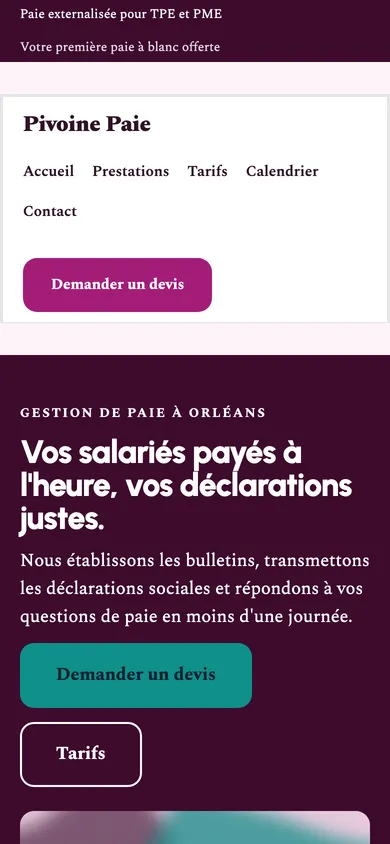 Paie externalisée pour TPE et PME
Votre première paie à blanc offerte
Pivoine Paie
Accueil Prestations Tarifs Calendrier
Contact
Demander un devis
GESTION DE PAIE À ORLÉANS
Vos salariés payés à
l'heure, vos déclarations
justes.
Nous établissons les bulletins, transmettons
les déclarations sociales et répondons à vos
questions de paie en moins d'une journée.
Demander un devis
Tarifs